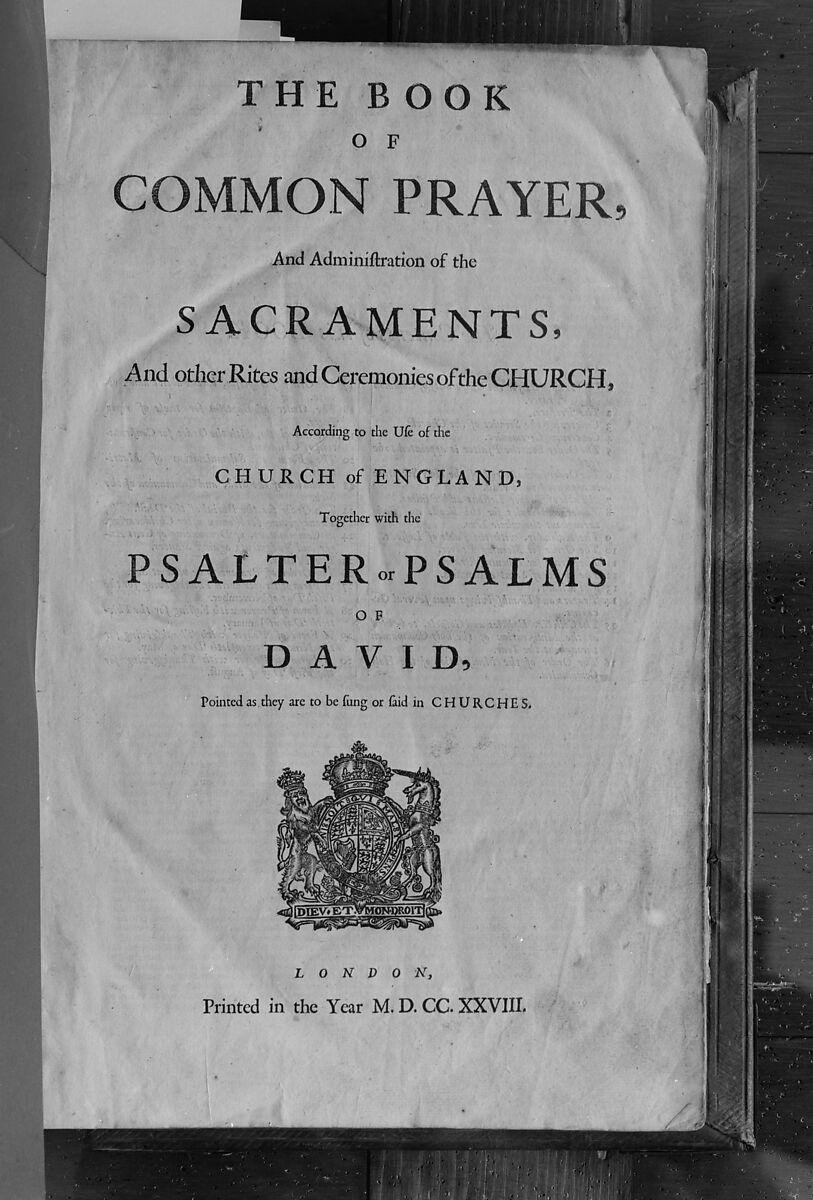 THE BOOK
OF
COMMON PRAYER,
And Adminiſtration of the
SACRAMENTS,
And other Rites and Ceremonies of the CHURCH,
According to the Uſe of the
CHURCH of ENGLAND,
Together with the
PSALTER or PSALMS
OF
DAVID,
Pointed as they are to be ſung or ſaid in CHURCHES.
DIEV·ET MON·DROIT
LONDON,
Printed in the Year M. D. CC. XXVIII.